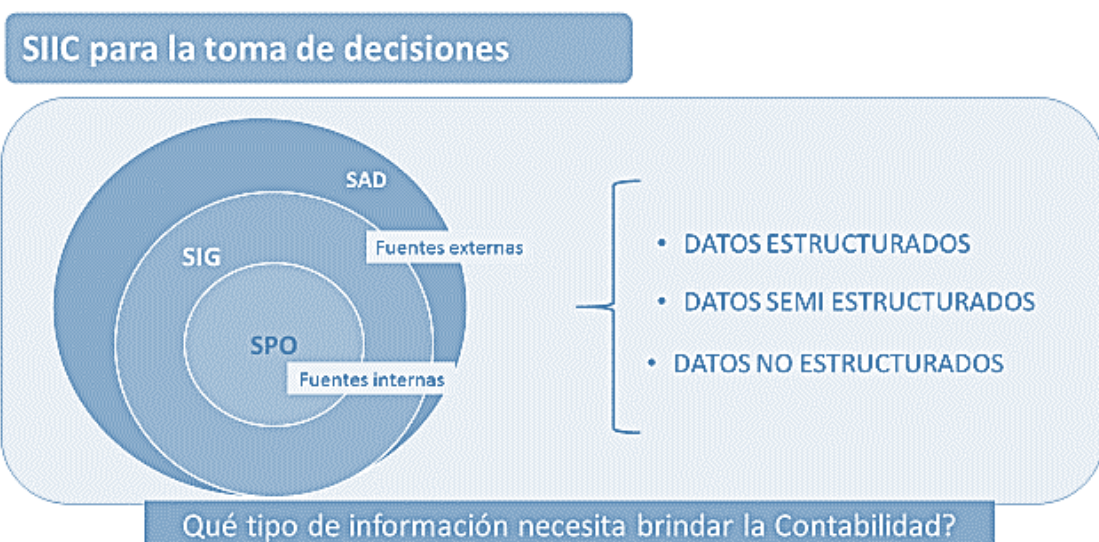 SIIC para la toma de decisiones
SAD
Fuentes externas
SIG
SPO
Fuentes internas
• DATOS ESTRUCTURADOS
• DATOS SEMI ESTRUCTURADOS
• DATOS NO ESTRUCTURADOS
Qué tipo de información necesita brindar la Contabilidad?